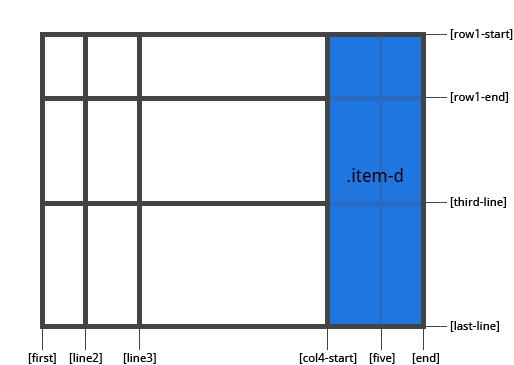 [row1-start]
[row1-end]
.item-d
[third-line]
[last-line]
[first] [line2] [line3] [col4-start] [five] [end]